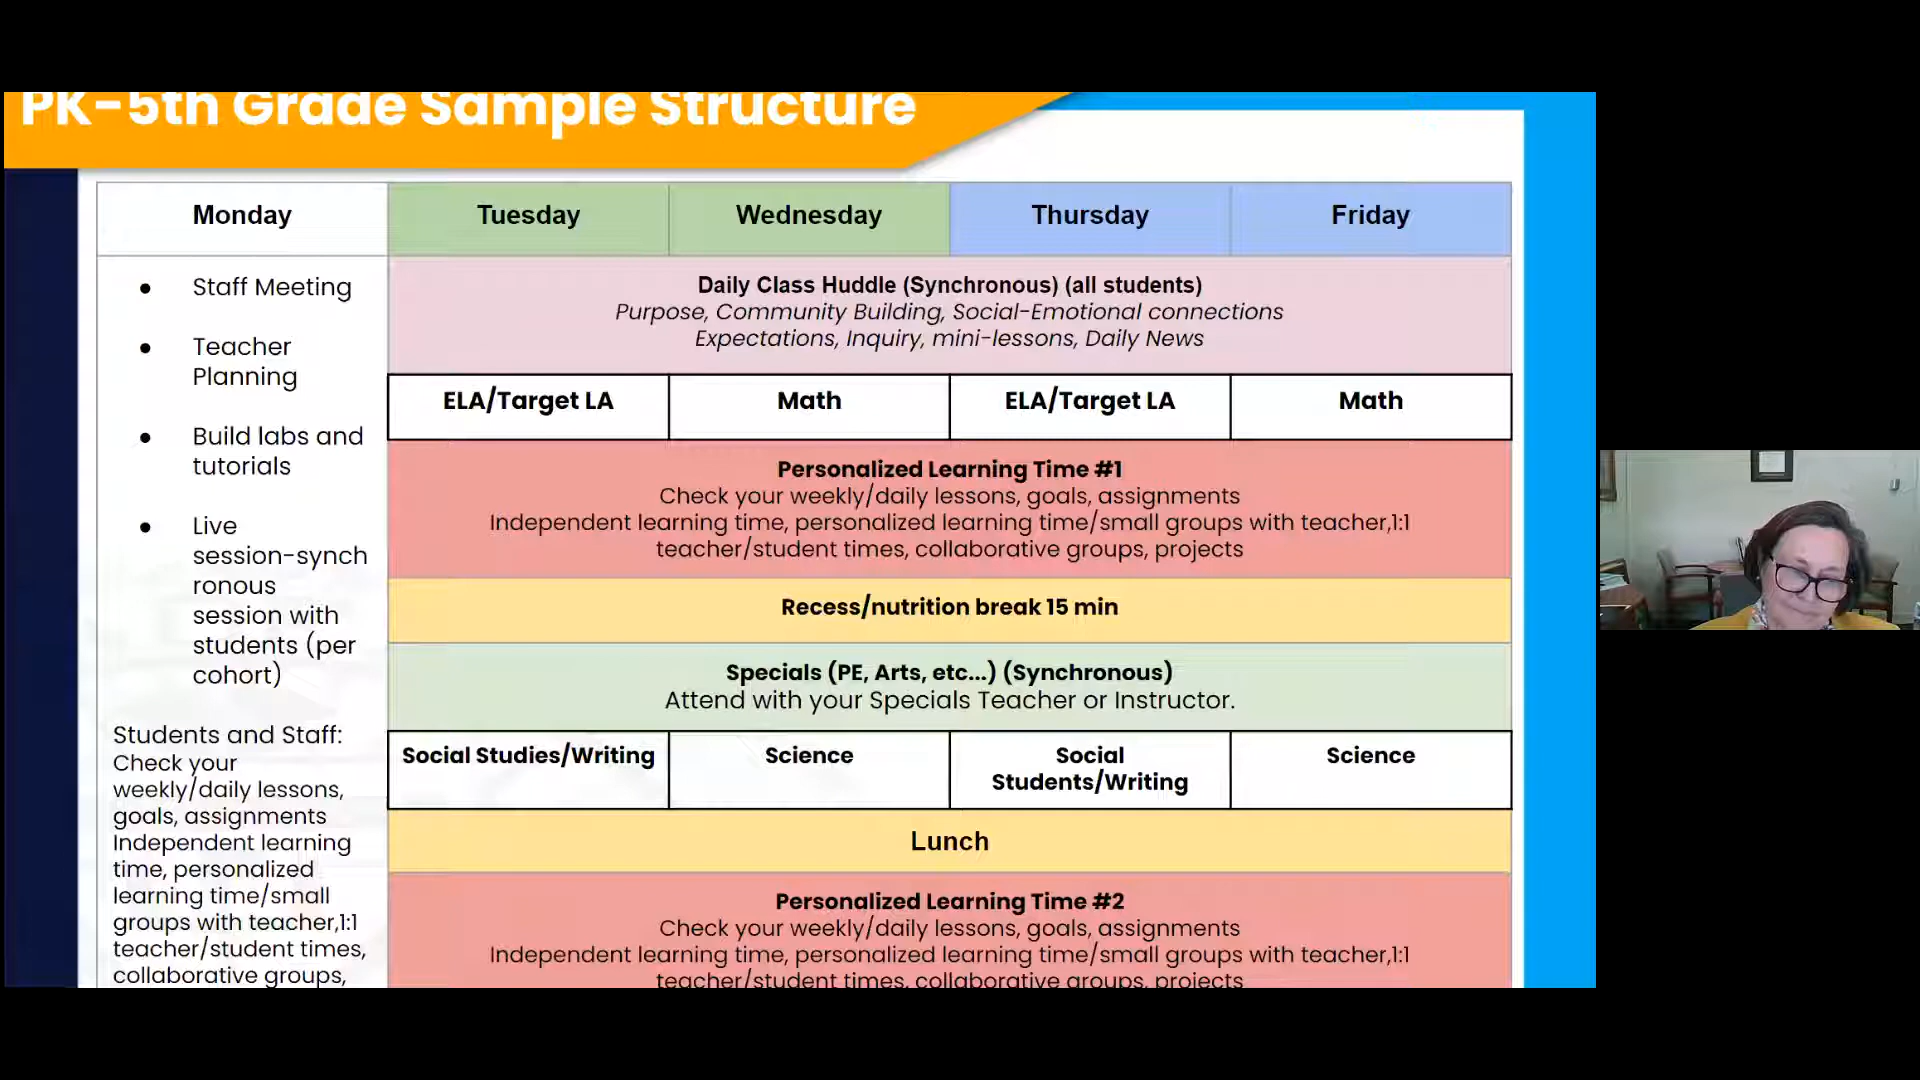 PK-5th Grade Sample Structure
Monday
Tuesday
Wednesday
Thursday
Friday
● Staff Meeting
● Teacher
Planning
● Build labs and
tutorials
● Live
session-synch
ronous
session with
students (per
cohort)
Students and Staff:
Check your
weekly/daily lessons,
goals, assignments
Independent learning
time, personalized
learning time/small
groups with teacher,1:1
teacher/student times,
collaborative groups,
Daily Class Huddle (Synchronous) (all students)
Purpose, Community Building, Social-Emotional connections
Expectations, Inquiry, mini-lessons, Daily News
ELA/Target LA
Math
ELA/Target LA
Math
Personalized Learning Time #1
Check your weekly/daily lessons, goals, assignments
Independent learning time, personalized learning time/small groups with teacher,1:1
teacher/student times, collaborative groups, projects
Recess/nutrition break 15 min
Specials (PE, Arts, etc...) (Synchronous)
Attend with your Specials Teacher or Instructor.
Social Studies/Writing
Science
Social
Students/Writing
Science
Lunch
Personalized Learning Time #2
Check your weekly/daily lessons, goals, assignments
Independent learning time, personalized learning time/small groups with teacher,1:1
teacher/student times, collaborative groups, projects